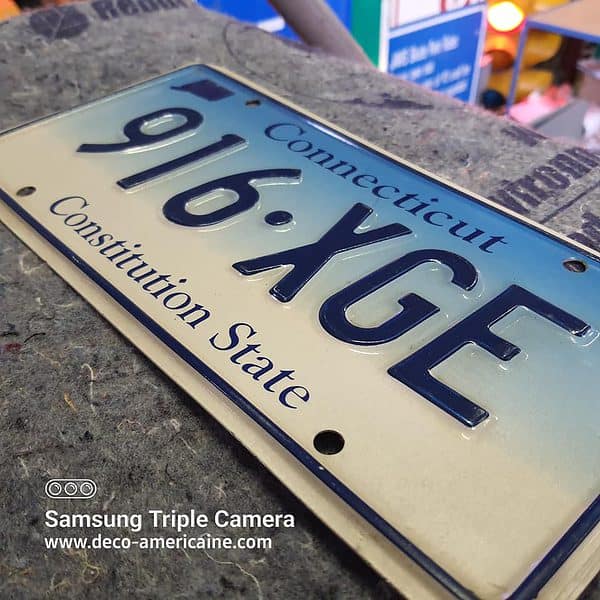 Connecticut
916·XGE
Constitution State
Samsung Triple Camera
www.deco-americaine.com